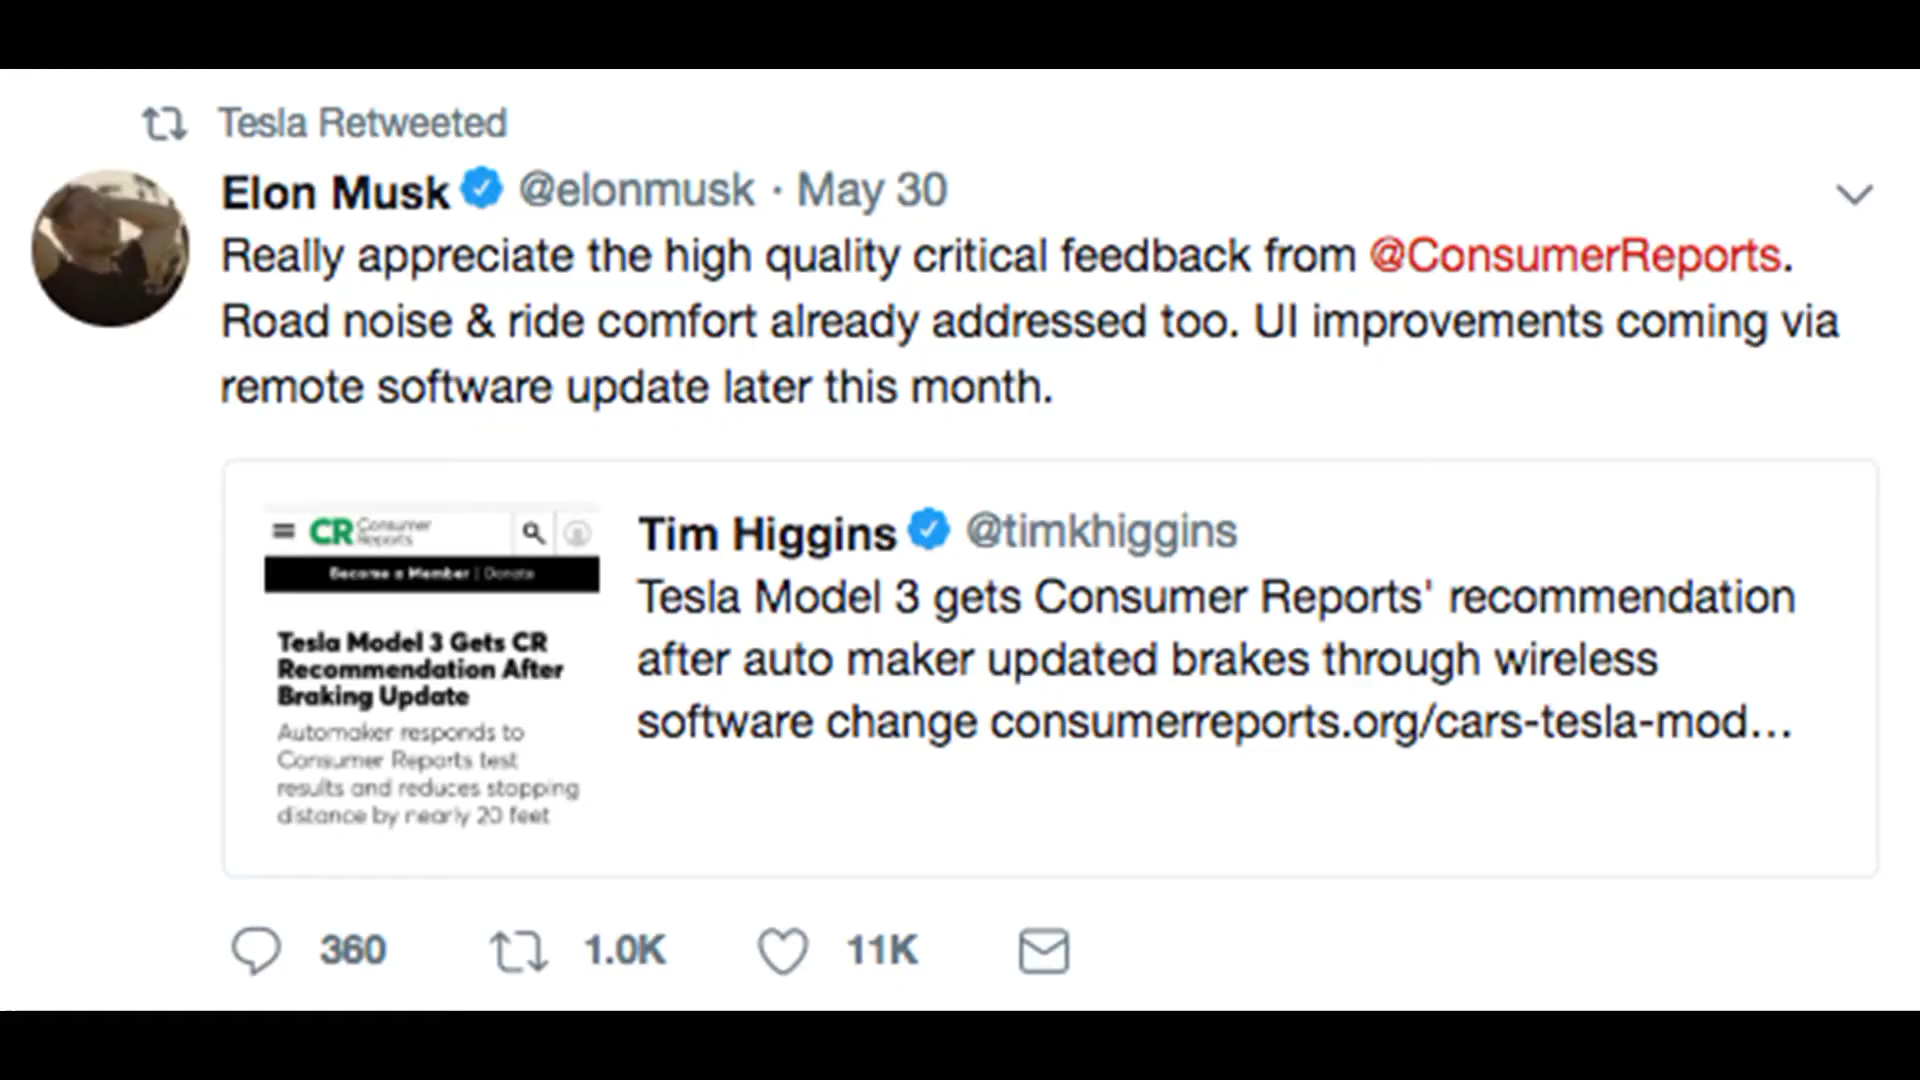 Tesla Retweeted
Elon Musk @elonmusk · May 30
Really appreciate the high quality critical feedback from @ConsumerReports.
Road noise & ride comfort already addressed too. UI improvements coming via
remote software update later this month.
CR Consumer Reports
Become a Member | Donate
Tesla Model 3 Gets CR
Recommendation After
Braking Update
Automaker responds to
Consumer Reports test
results and reduces stopping
distance by nearly 20 feet
Tim Higgins @timkhiggins
Tesla Model 3 gets Consumer Reports' recommendation
after auto maker updated brakes through wireless
software change consumerreports.org/cars-tesla-mod...
360 1.0K 11K